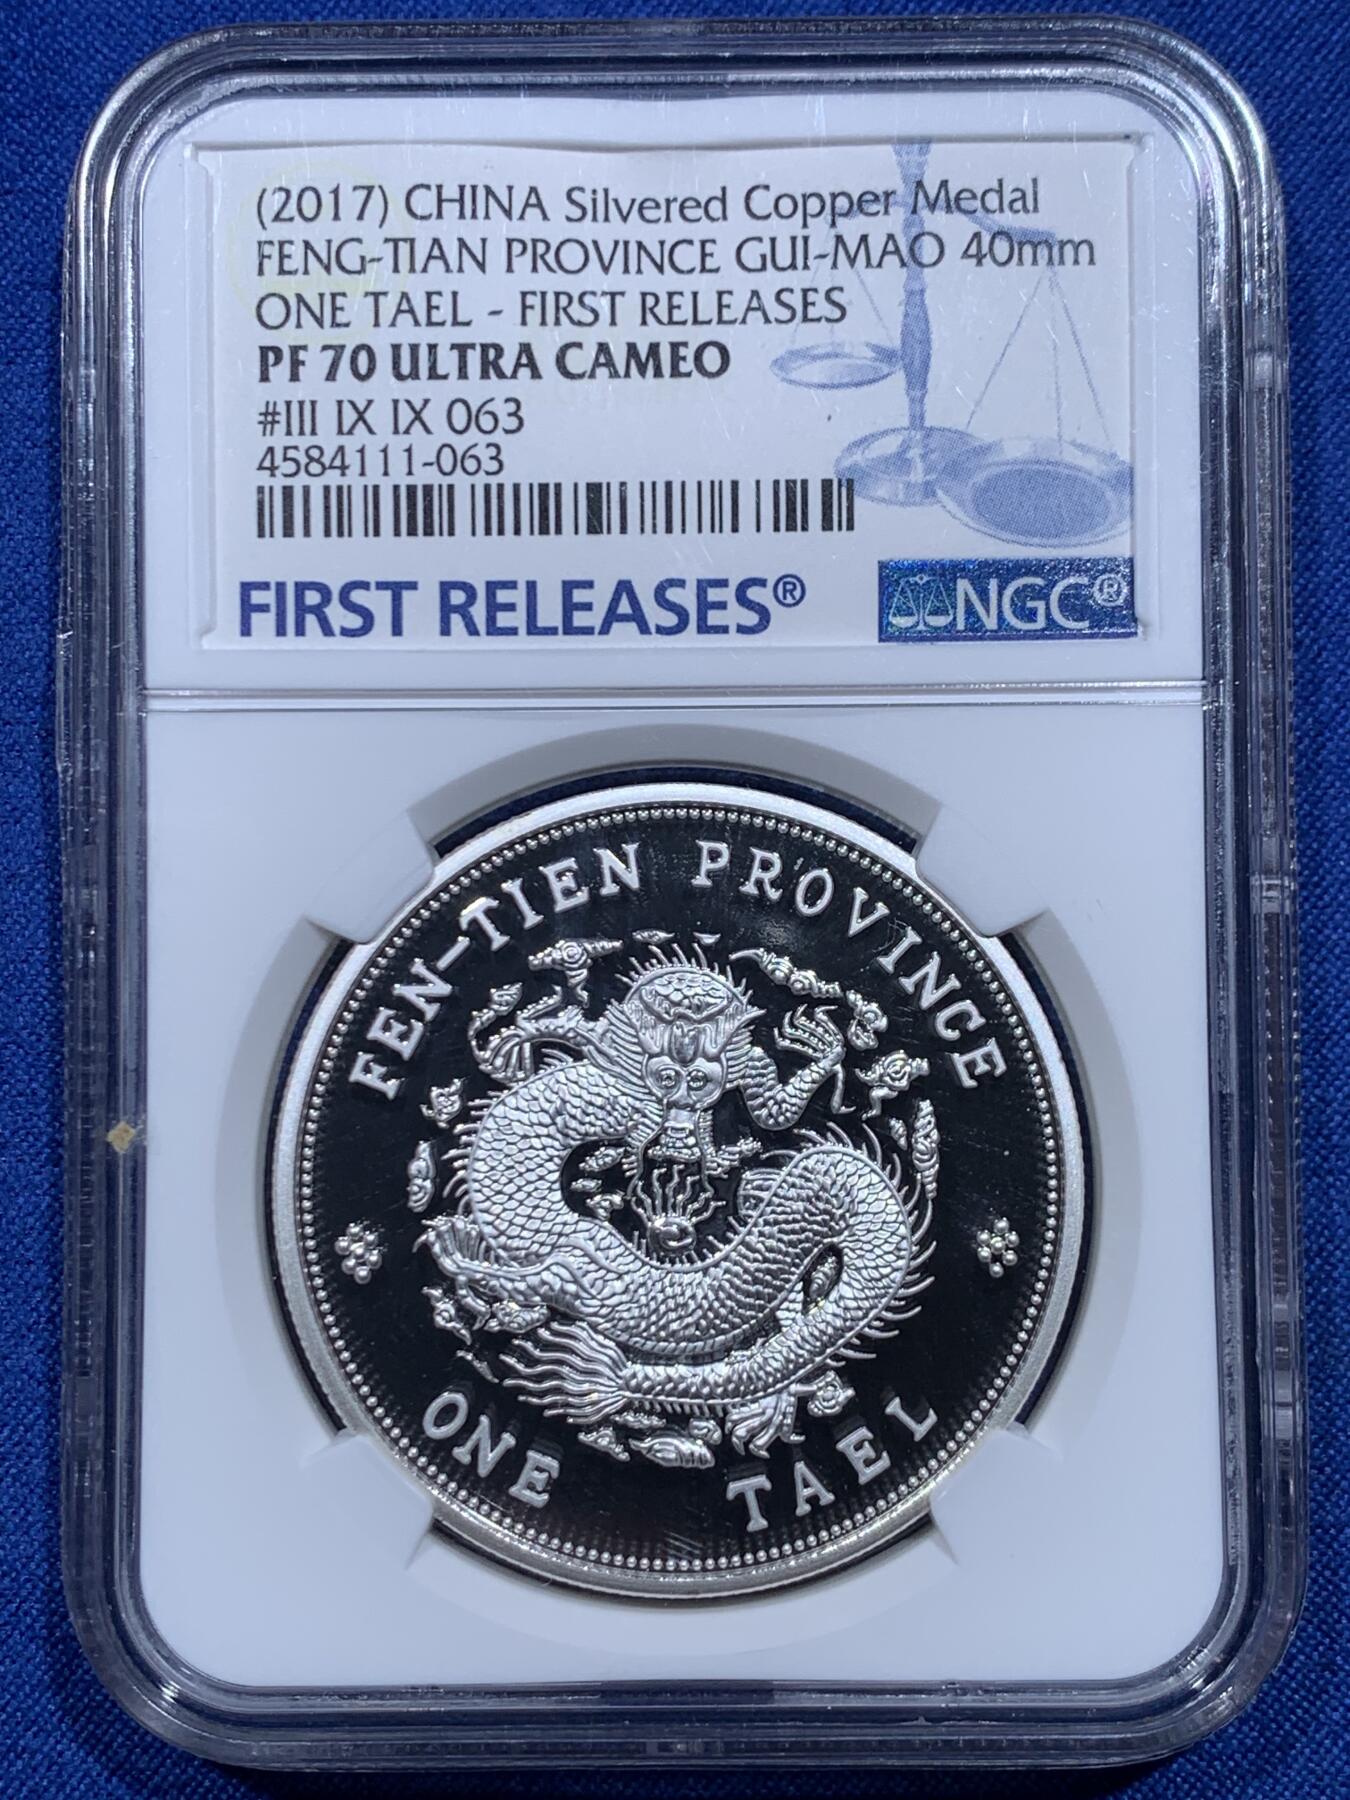 (2017) CHINA Silvered Copper Medal
FENG-TIAN PROVINCE GUI-MAO 40mm
ONE TAEL - FIRST RELEASES
PF 70 ULTRA CAMEO
#III IX IX 063
4584111-063
FIRST RELEASES®
NGC®
FEN-TIEN PROVINCE
ONE TAEL